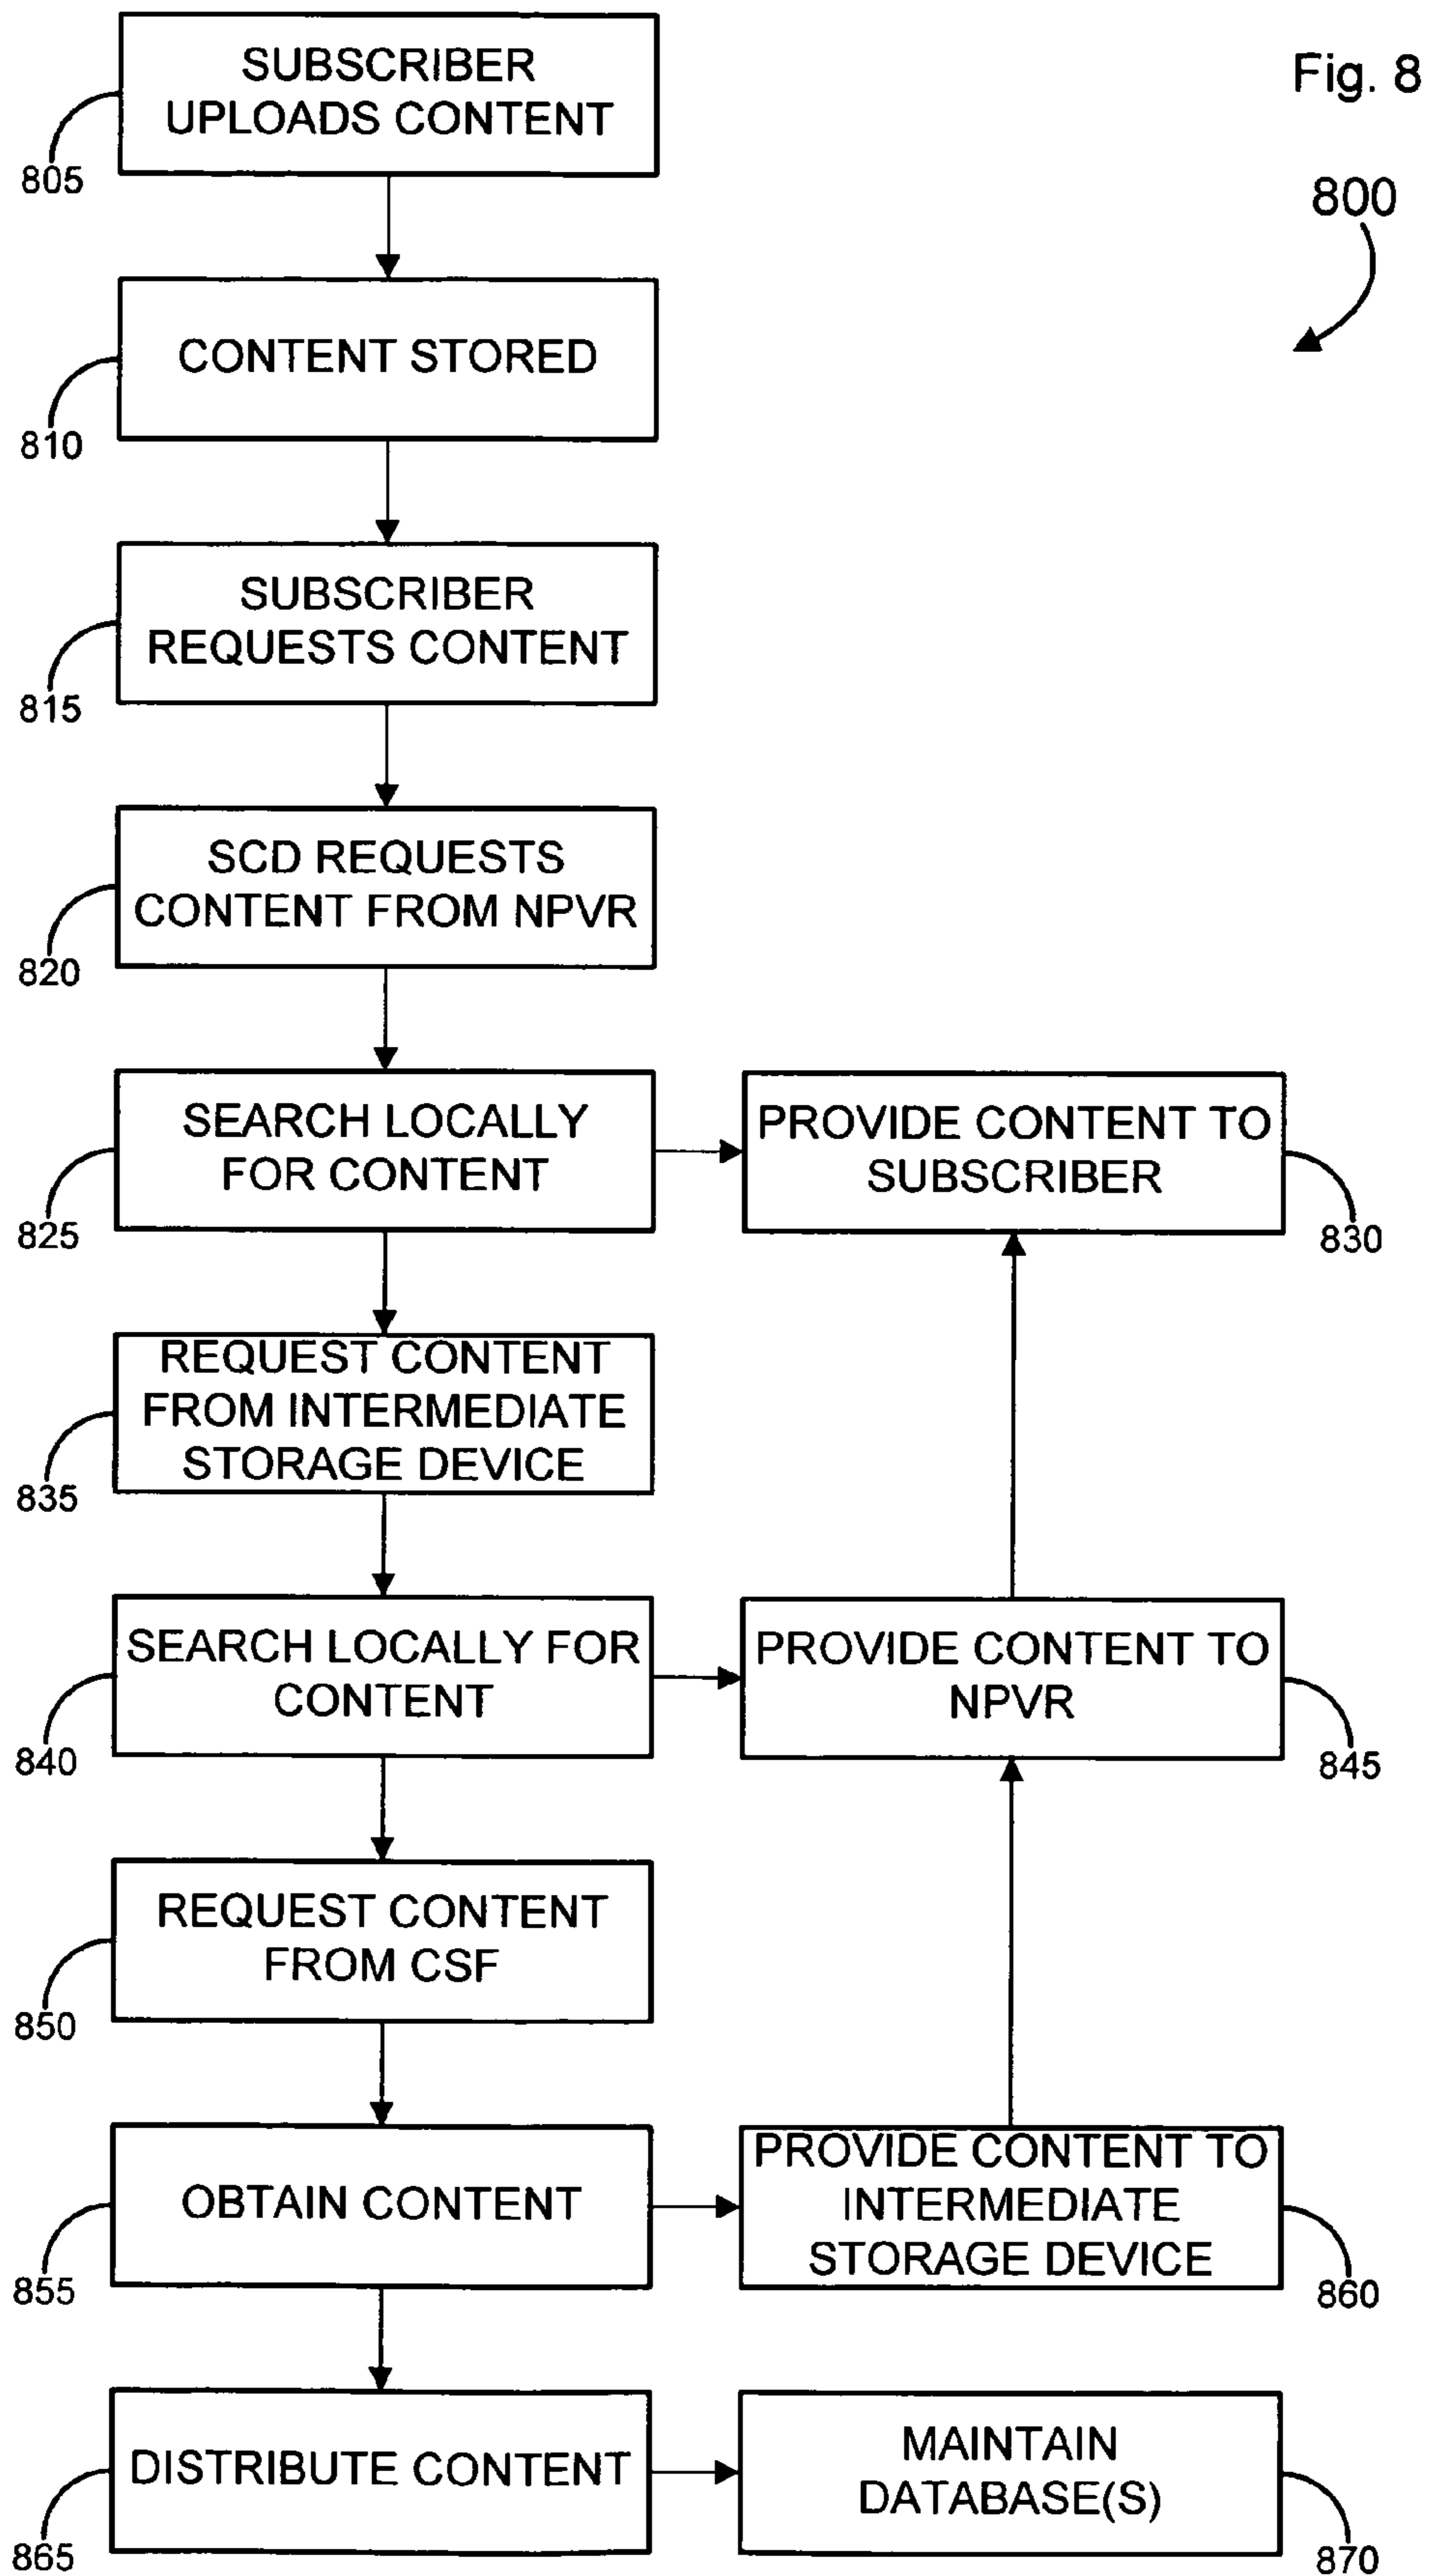 Fig. 8
800
SUBSCRIBER
UPLOADS CONTENT
805
CONTENT STORED
810
SUBSCRIBER
REQUESTS CONTENT
815
SCD REQUESTS
CONTENT FROM NPVR
820
SEARCH LOCALLY
FOR CONTENT
825
PROVIDE CONTENT TO
SUBSCRIBER
830
REQUEST CONTENT
FROM INTERMEDIATE
STORAGE DEVICE
835
SEARCH LOCALLY FOR
CONTENT
840
PROVIDE CONTENT TO
NPVR
845
REQUEST CONTENT
FROM CSF
850
OBTAIN CONTENT
855
PROVIDE CONTENT TO
INTERMEDIATE
STORAGE DEVICE
860
DISTRIBUTE CONTENT
865
MAINTAIN
DATABASE(S)
870